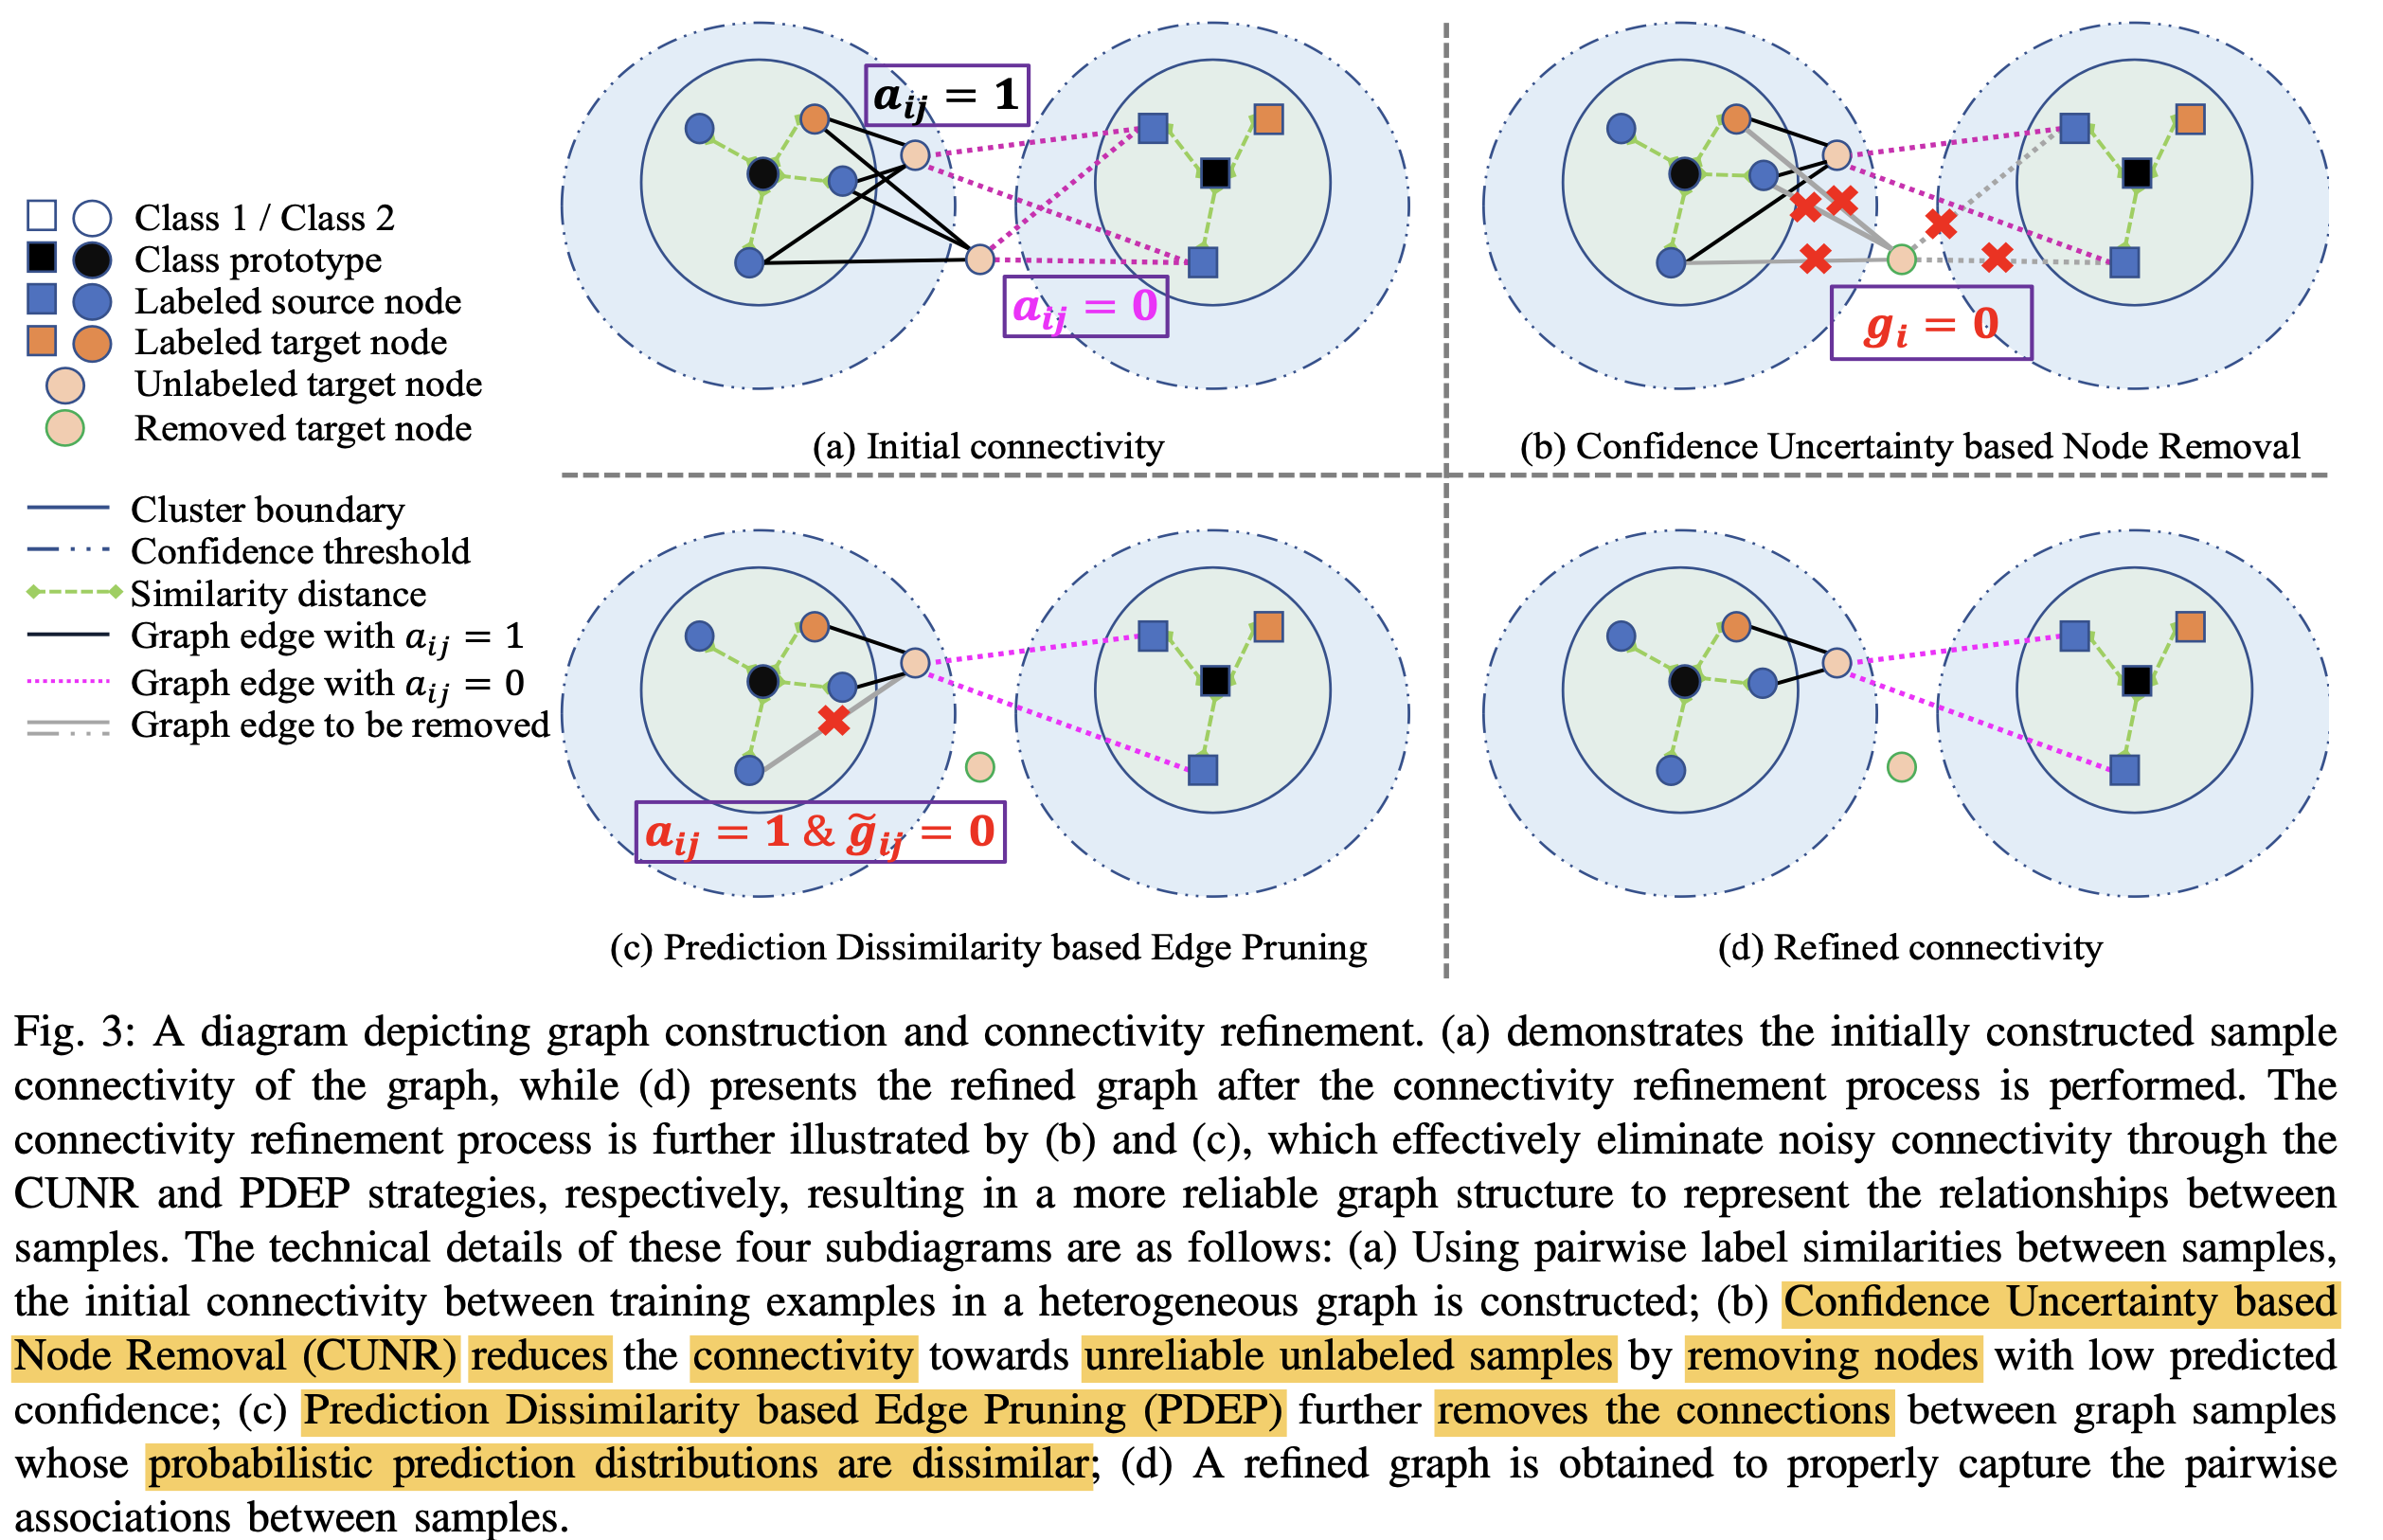 Class 1 / Class 2
Class prototype
Labeled source node
Labeled target node
Unlabeled target node
Removed target node
Cluster boundary
Confidence threshold
Similarity distance
Graph edge with a_{ij} = 1
Graph edge with a_{ij} = 0
Graph edge to be removed
a_{ij} = 1
a_{ij} = 0
(a) Initial connectivity
g_i = 0
(b) Confidence Uncertainty based Node Removal
a_{ij} = 1 & g̃_{ij} = 0
(c) Prediction Dissimilarity based Edge Pruning
(d) Refined connectivity
Fig. 3: A diagram depicting graph construction and connectivity refinement. (a) demonstrates the initially constructed sample
connectivity of the graph, while (d) presents the refined graph after the connectivity refinement process is performed. The
connectivity refinement process is further illustrated by (b) and (c), which effectively eliminate noisy connectivity through the
CUNR and PDEP strategies, respectively, resulting in a more reliable graph structure to represent the relationships between
samples. The technical details of these four subdiagrams are as follows: (a) Using pairwise label similarities between samples,
the initial connectivity between training examples in a heterogeneous graph is constructed; (b) Confidence Uncertainty based
Node Removal (CUNR) reduces the connectivity towards unreliable unlabeled samples by removing nodes with low predicted
confidence; (c) Prediction Dissimilarity based Edge Pruning (PDEP) further removes the connections between graph samples
whose probabilistic prediction distributions are dissimilar; (d) A refined graph is obtained to properly capture the pairwise
associations between samples.